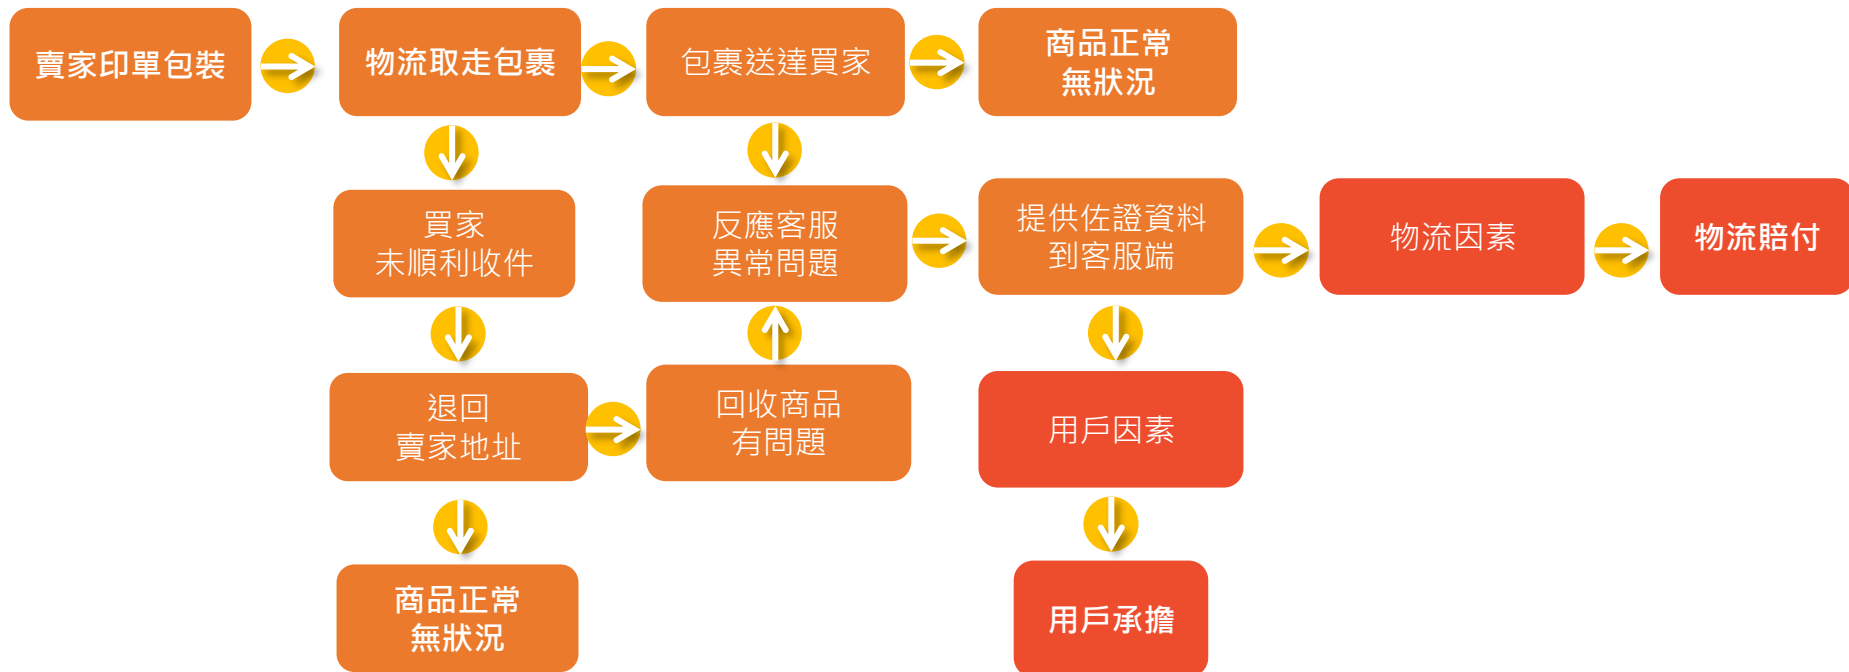 賣家印單包裝
物流取走包裹
包裹送達買家
商品正常
無狀況
買家
未順利收件
反應客服
異常問題
提供佐證資料
到客服端
物流因素
物流賠付
退回
賣家地址
回收商品
有問題
用戶因素
商品正常
無狀況
用戶承擔